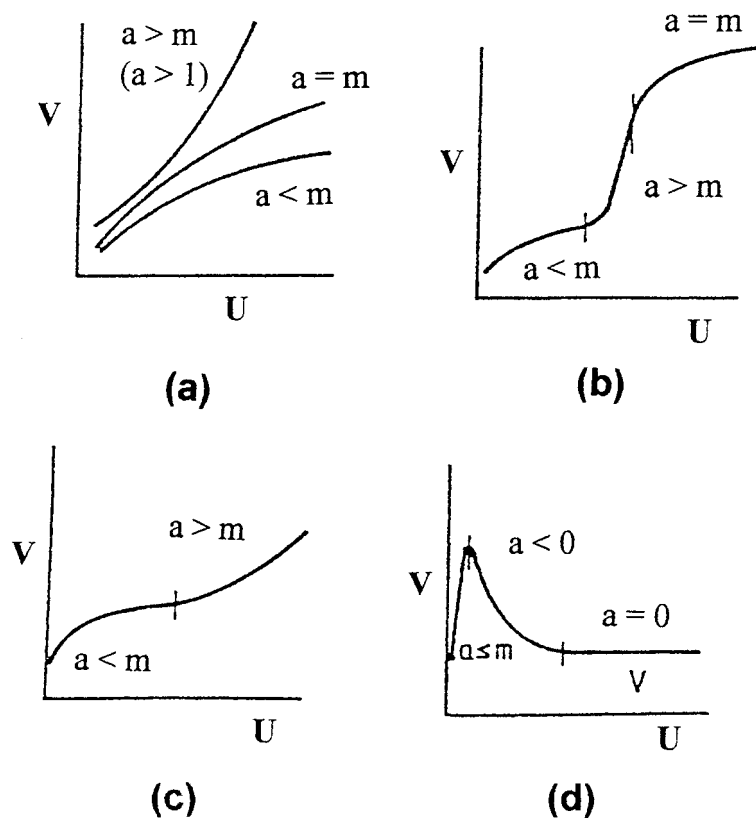 a > m
(a > 1)
a = m
V
a < m
U
(a)
a = m
V
a > m
a < m
U
(b)
a > m
V
a < m
U
(c)
a < 0
V
a = 0
a ≤ m
V
U
(d)